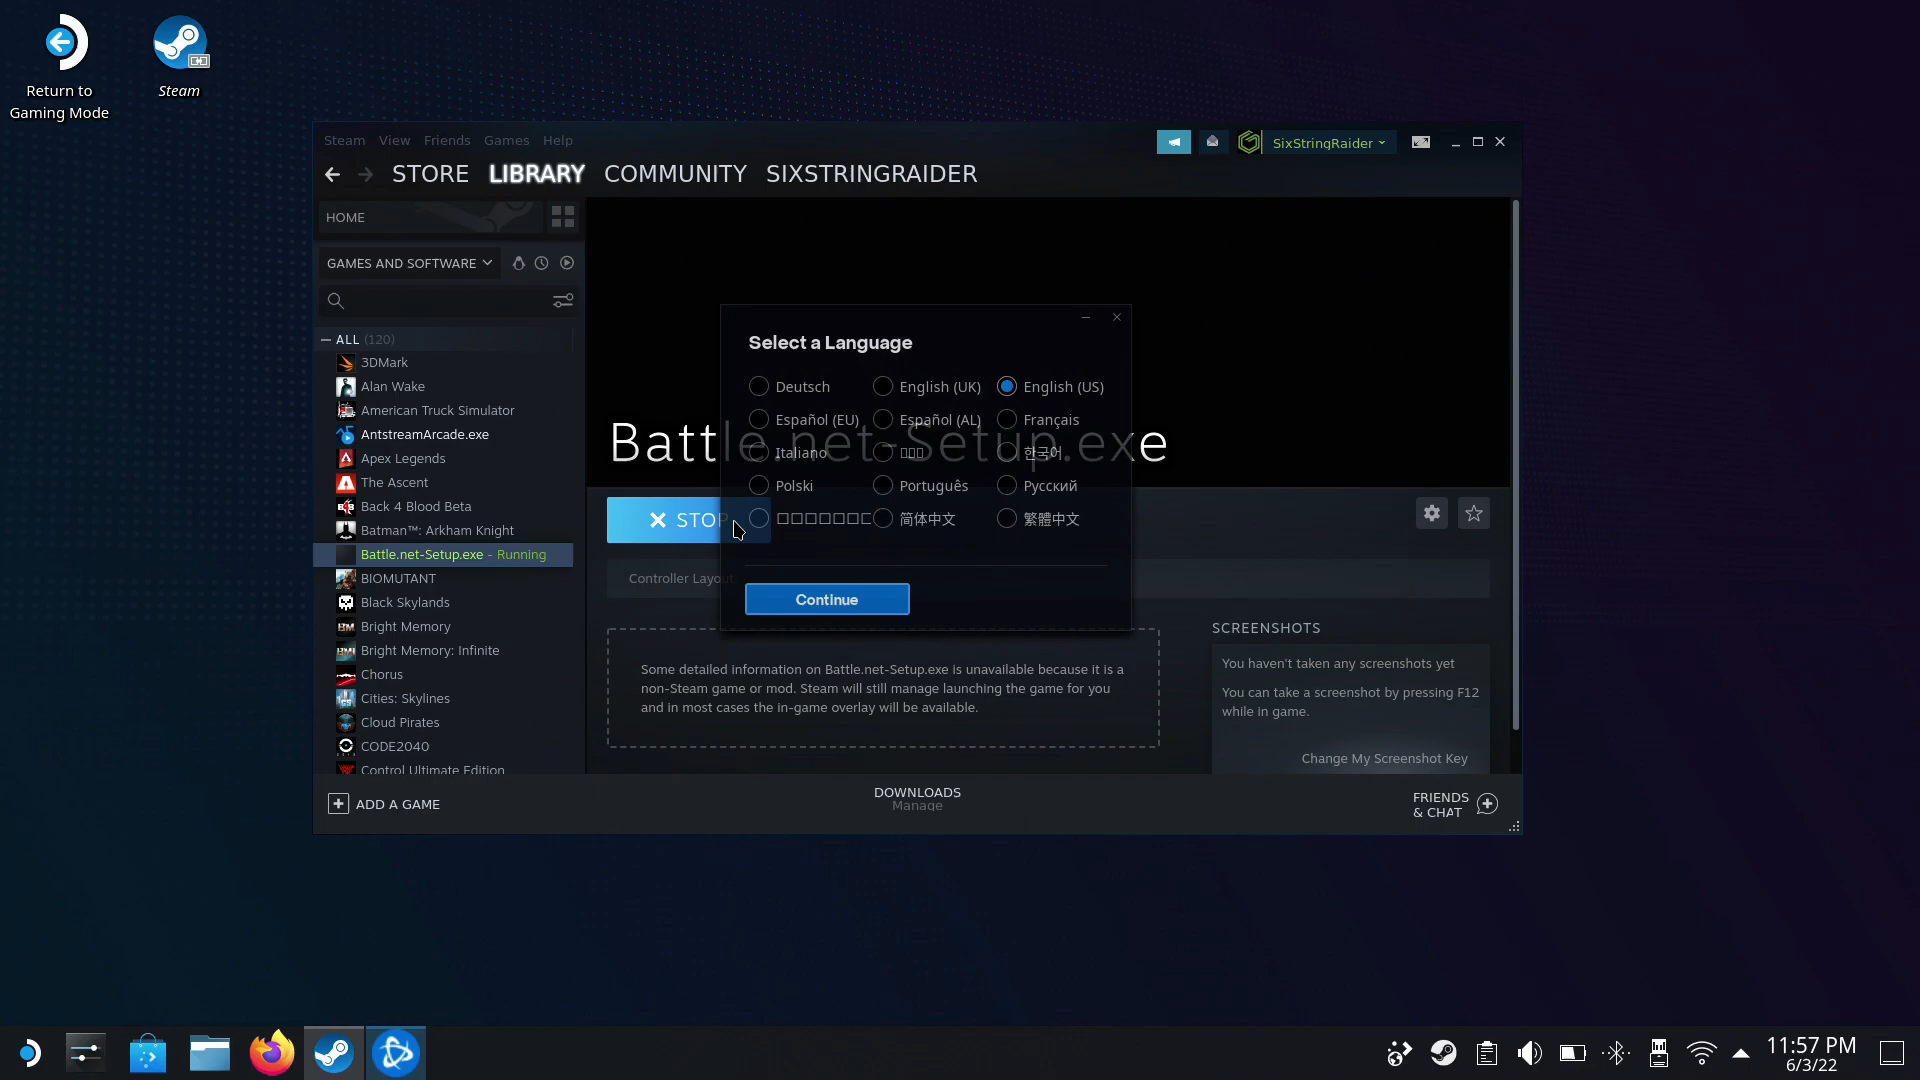 Return to
Gaming Mode
Steam
Steam View Friends Games Help
SixStringRaider
STORE LIBRARY COMMUNITY SIXSTRINGRAIDER
HOME
GAMES AND SOFTWARE
ALL (120)
3DMark
Alan Wake
American Truck Simulator
AntstreamArcade.exe
Apex Legends
The Ascent
Back 4 Blood Beta
Batman™: Arkham Knight
Battle.net-Setup.exe - Running
BIOMUTANT
Black Skylands
Bright Memory
Bright Memory: Infinite
Chorus
Cities: Skylines
Cloud Pirates
CODE2040
Control Ultimate Edition
Battle.net-Setup.exe
Select a Language
Deutsch English (UK) English (US)
Español (EU) Español (AL) Français
Italiano 한국어
Polski Português Русский
简体中文 繁體中文
Continue
STOP
Controller Layout
Some detailed information on Battle.net-Setup.exe is unavailable because it is a
non-Steam game or mod. Steam will still manage launching the game for you
and in most cases the in-game overlay will be available.
SCREENSHOTS
You haven't taken any screenshots yet
You can take a screenshot by pressing F12
while in game.
Change My Screenshot Key
ADD A GAME
DOWNLOADS
Manage
FRIENDS
& CHAT
11:57 PM
6/3/22